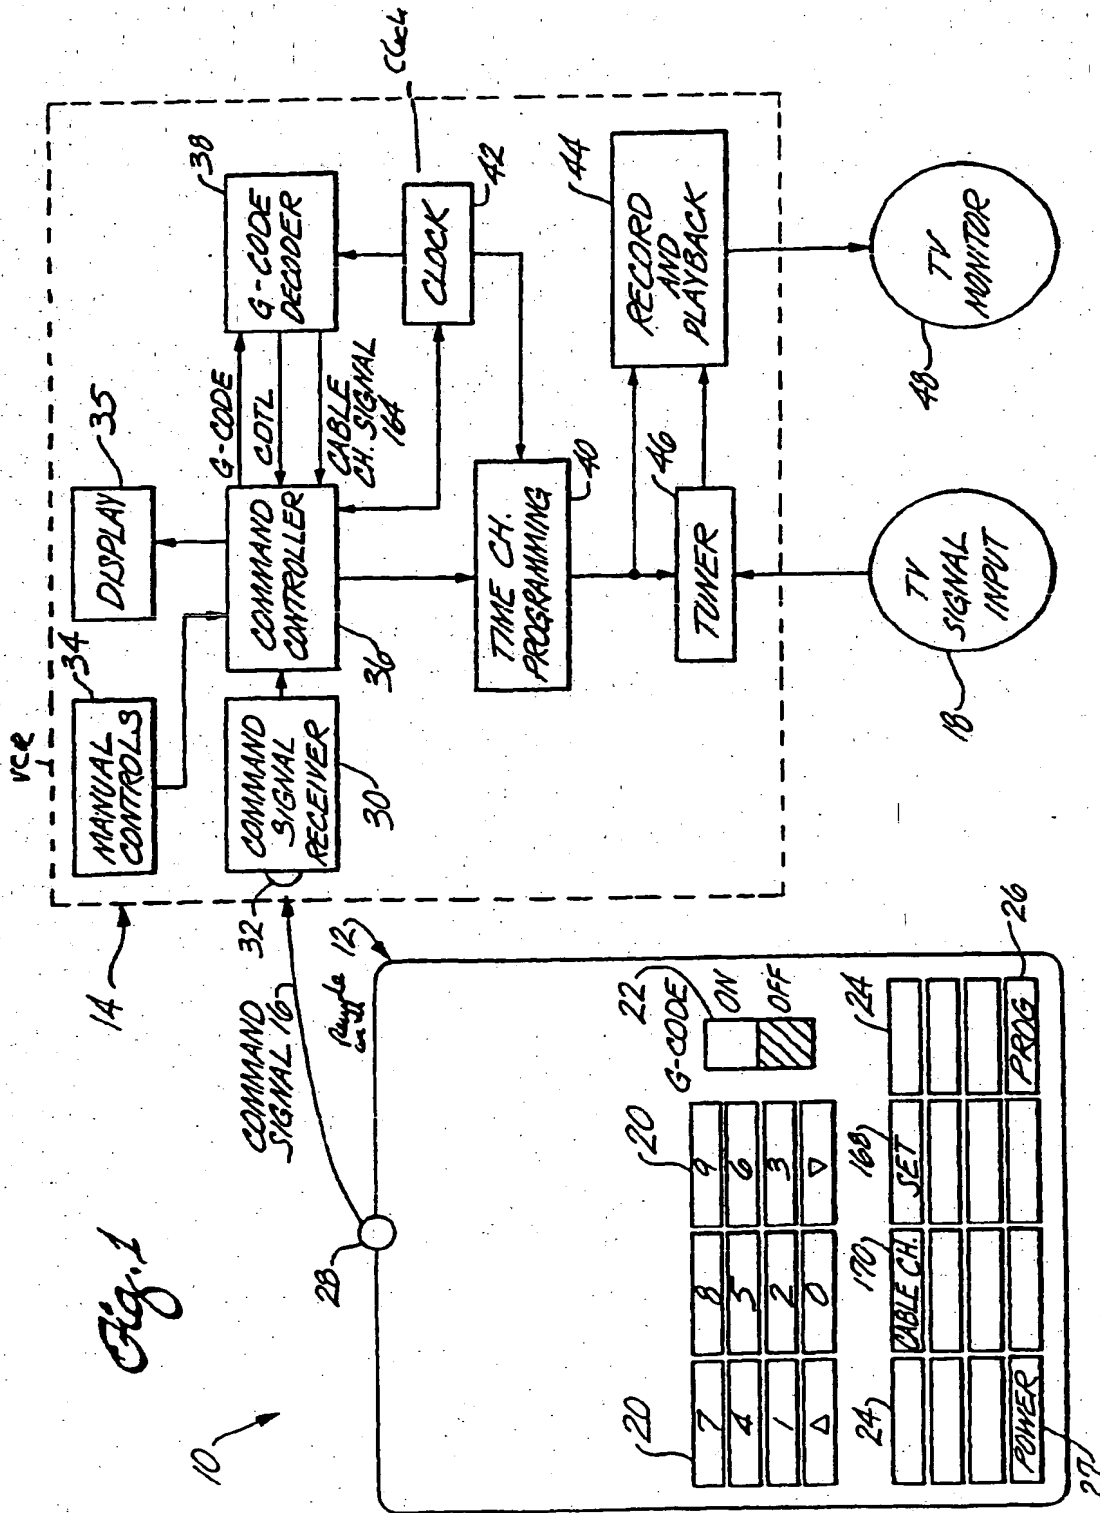 Fig. 1
10
14
VCR
34
MANUAL
CONTROLS
DISPLAY
35
32
COMMAND
SIGNAL
RECEIVER
30
COMMAND
CONTROLLER
36
G-CODE
CDTL
CABLE
CH. SIGNAL
164
38
G-CODE
DECODER
CLOCK
42
Clock
TIME CH.
PROGRAMMING
40
46
TUNER
44
RECORD
AND
PLAYBACK
18
TV
SIGNAL
INPUT
48
TV
MONITOR
COMMAND
SIGNAL 16
28
12
20
20
G-CODE
22
7 8 9
ON
4 5 6
OFF
1 2 3
△ 0 ▽
24
170
168
24
CABLE CH.
SET
POWER
PROG
27
26